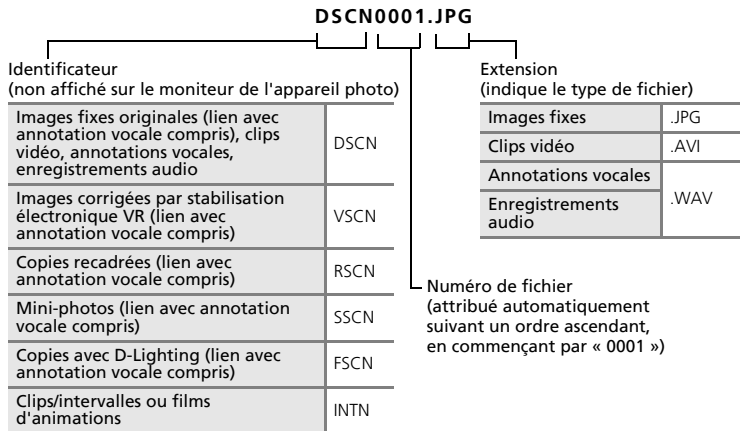 DSCN0001.JPG
Identificateur
(non affiché sur le moniteur de l'appareil photo)
Images fixes originales (lien avec
annotation vocale compris), clips
vidéo, annotations vocales,
enregistrements audio
DSCN
Images corrigées par stabilisation
électronique VR (lien avec
annotation vocale compris)
VSCN
Copies recadrées (lien avec
annotation vocale compris)
RSCN
Mini-photos (lien avec annotation
vocale compris)
SSCN
Copies avec D-Lighting (lien avec
annotation vocale compris)
FSCN
Clips/intervalles ou films
d'animations
INTN
Extension
(indique le type de fichier)
Images fixes
.JPG
Clips vidéo
.AVI
Annotations vocales
Enregistrements
audio
.WAV
Numéro de fichier
(attribué automatiquement
suivant un ordre ascendant,
en commençant par « 0001 »)